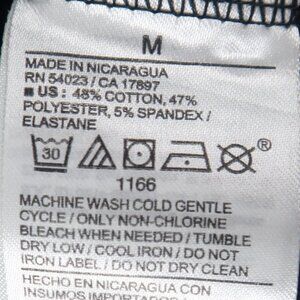 M
MADE IN NICARAGUA
RN 54023 / CA 17897
■ US : 48% COTTON, 47%
POLYESTER, 5% SPANDEX /
ELASTANE
30 ®
1166
MACHINE WASH COLD GENTLE
CYCLE / ONLY NON-CHLORINE
BLEACH WHEN NEEDED / TUMBLE
DRY LOW / COOL IRON / DO NOT
IRON LABEL / DO NOT DRY CLEAN
HECHO EN NICARAGUA CON
INSUMOS IMPORTADOS /